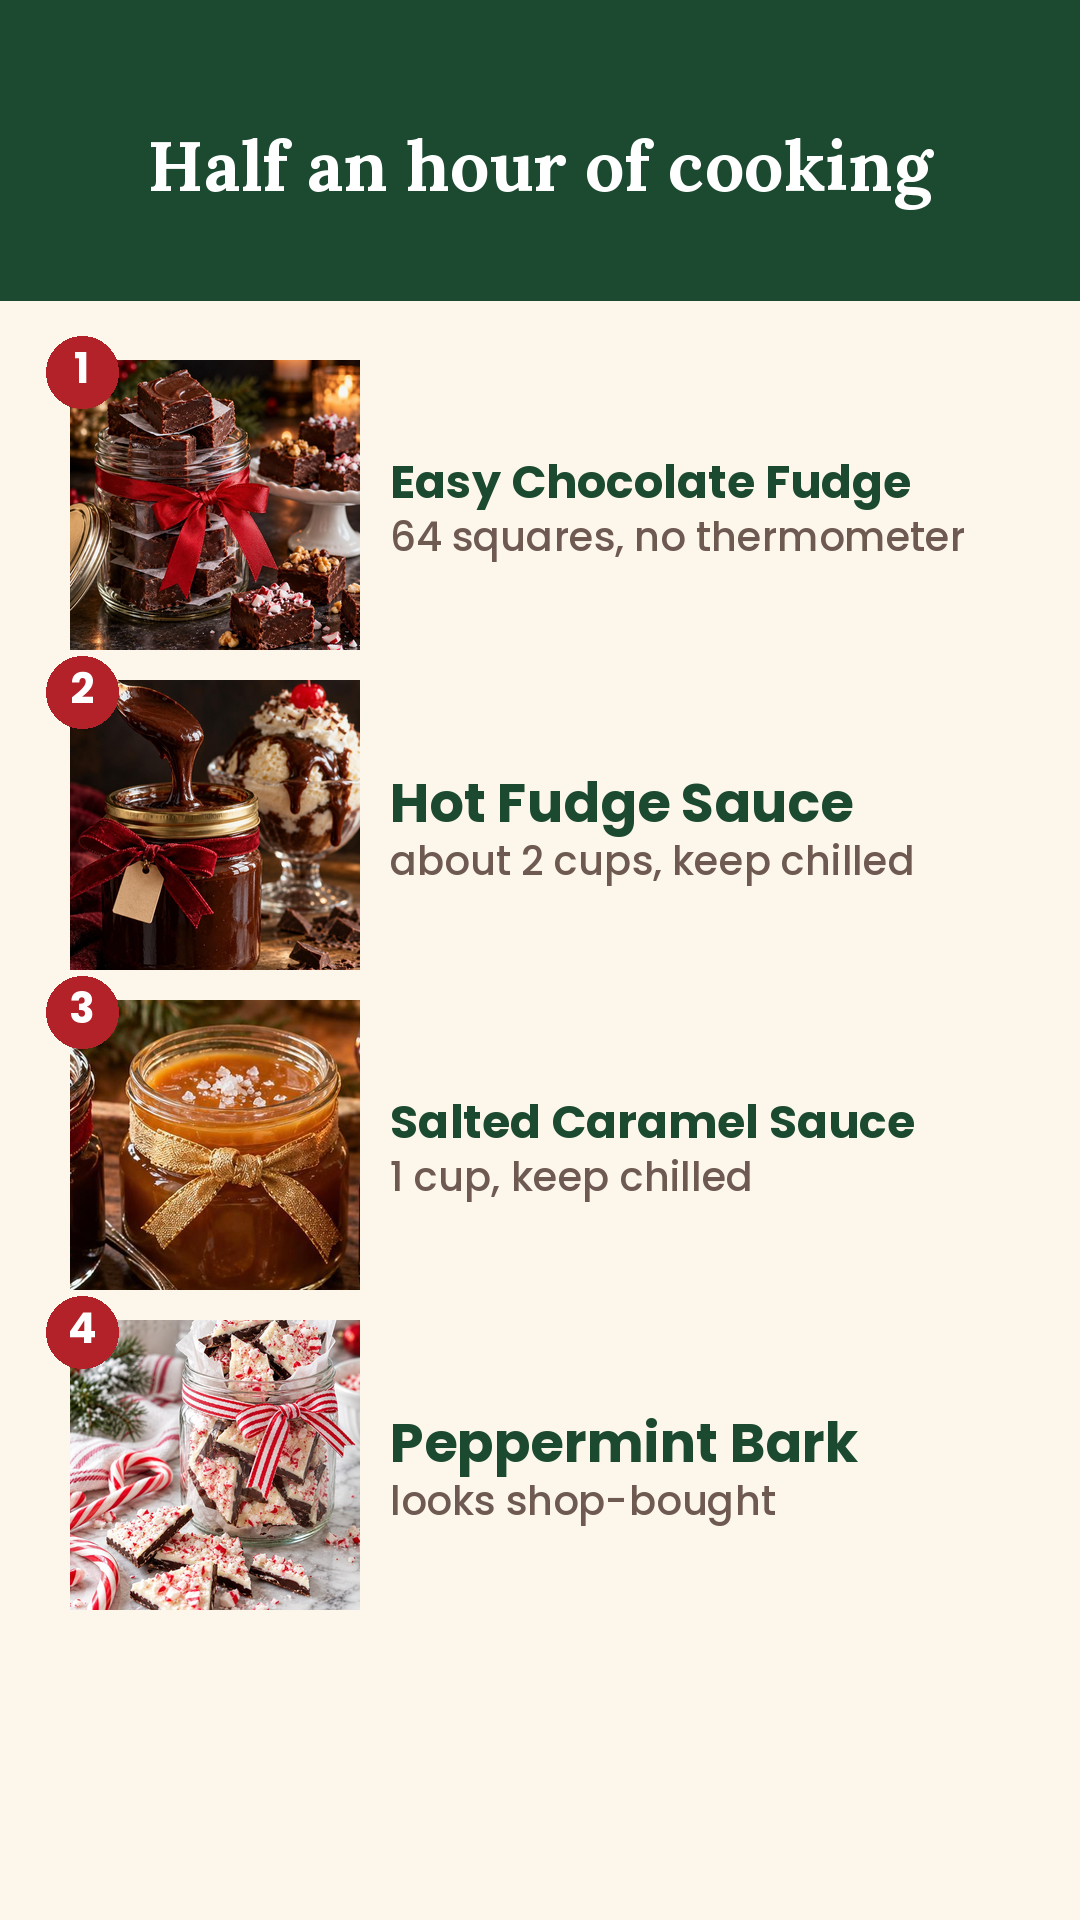 Half an hour of cooking
1
Easy Chocolate Fudge
64 squares, no thermometer
2
Hot Fudge Sauce
about 2 cups, keep chilled
3
Salted Caramel Sauce
1 cup, keep chilled
4
Peppermint Bark
looks shop-bought